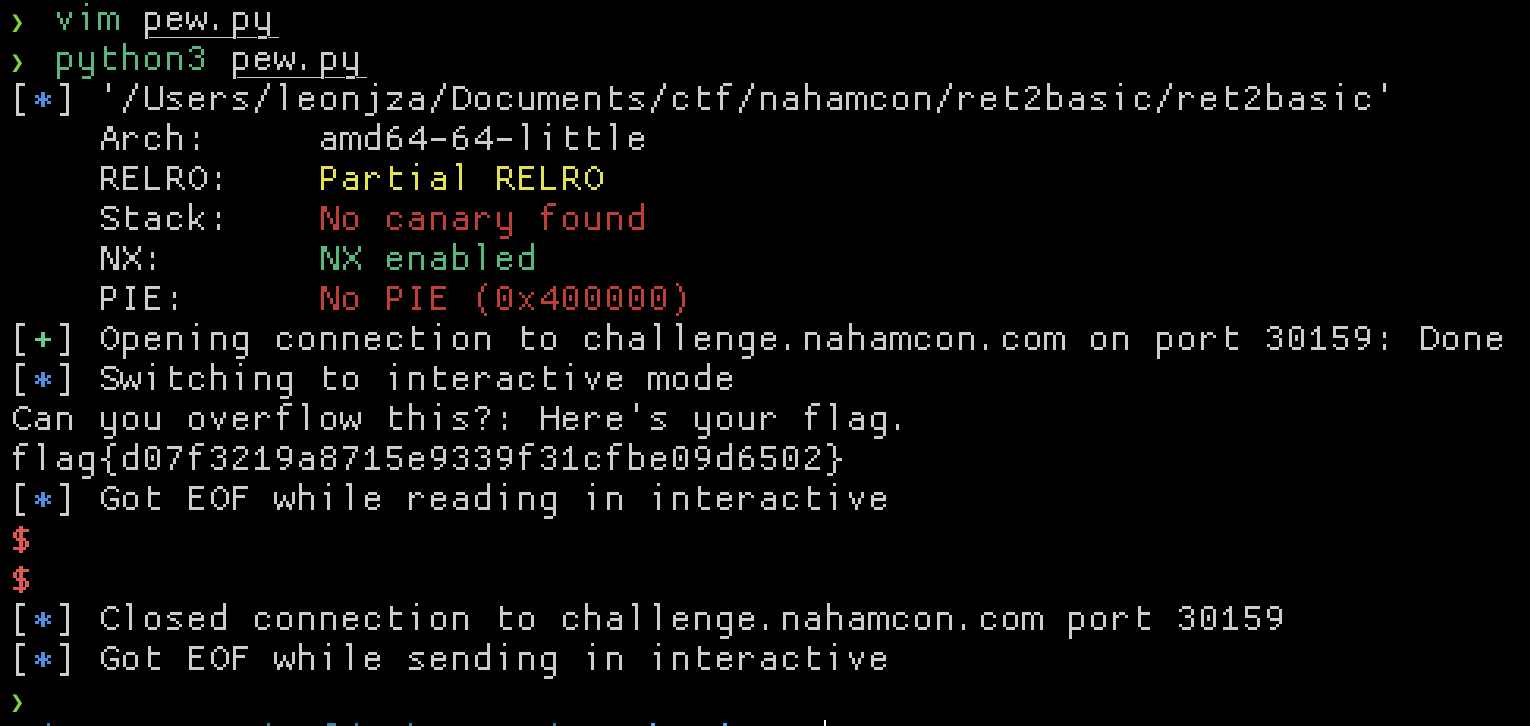 ❯ vim pew.py
❯ python3 pew.py
[*] '/Users/leonjza/Documents/ctf/nahamcon/ret2basic/ret2basic'
    Arch:     amd64-64-little
    RELRO:    Partial RELRO
    Stack:    No canary found
    NX:       NX enabled
    PIE:      No PIE (0x400000)
[+] Opening connection to challenge.nahamcon.com on port 30159: Done
[*] Switching to interactive mode
Can you overflow this?: Here's your flag.
flag{d07f3219a8715e9339f31cfbe09d6502}
[*] Got EOF while reading in interactive
$
$
[*] Closed connection to challenge.nahamcon.com port 30159
[*] Got EOF while sending in interactive
❯